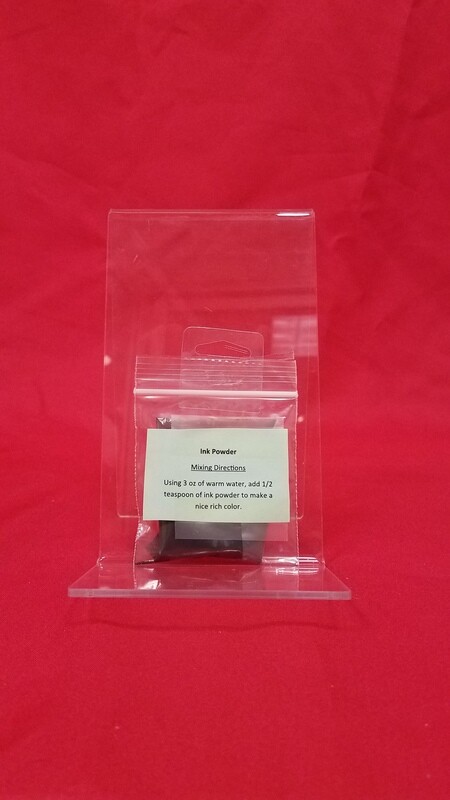 Ink Powder
Mixing Directions
Using 3 oz of warm water, add 1/2
teaspoon of ink powder to make a
nice rich color.